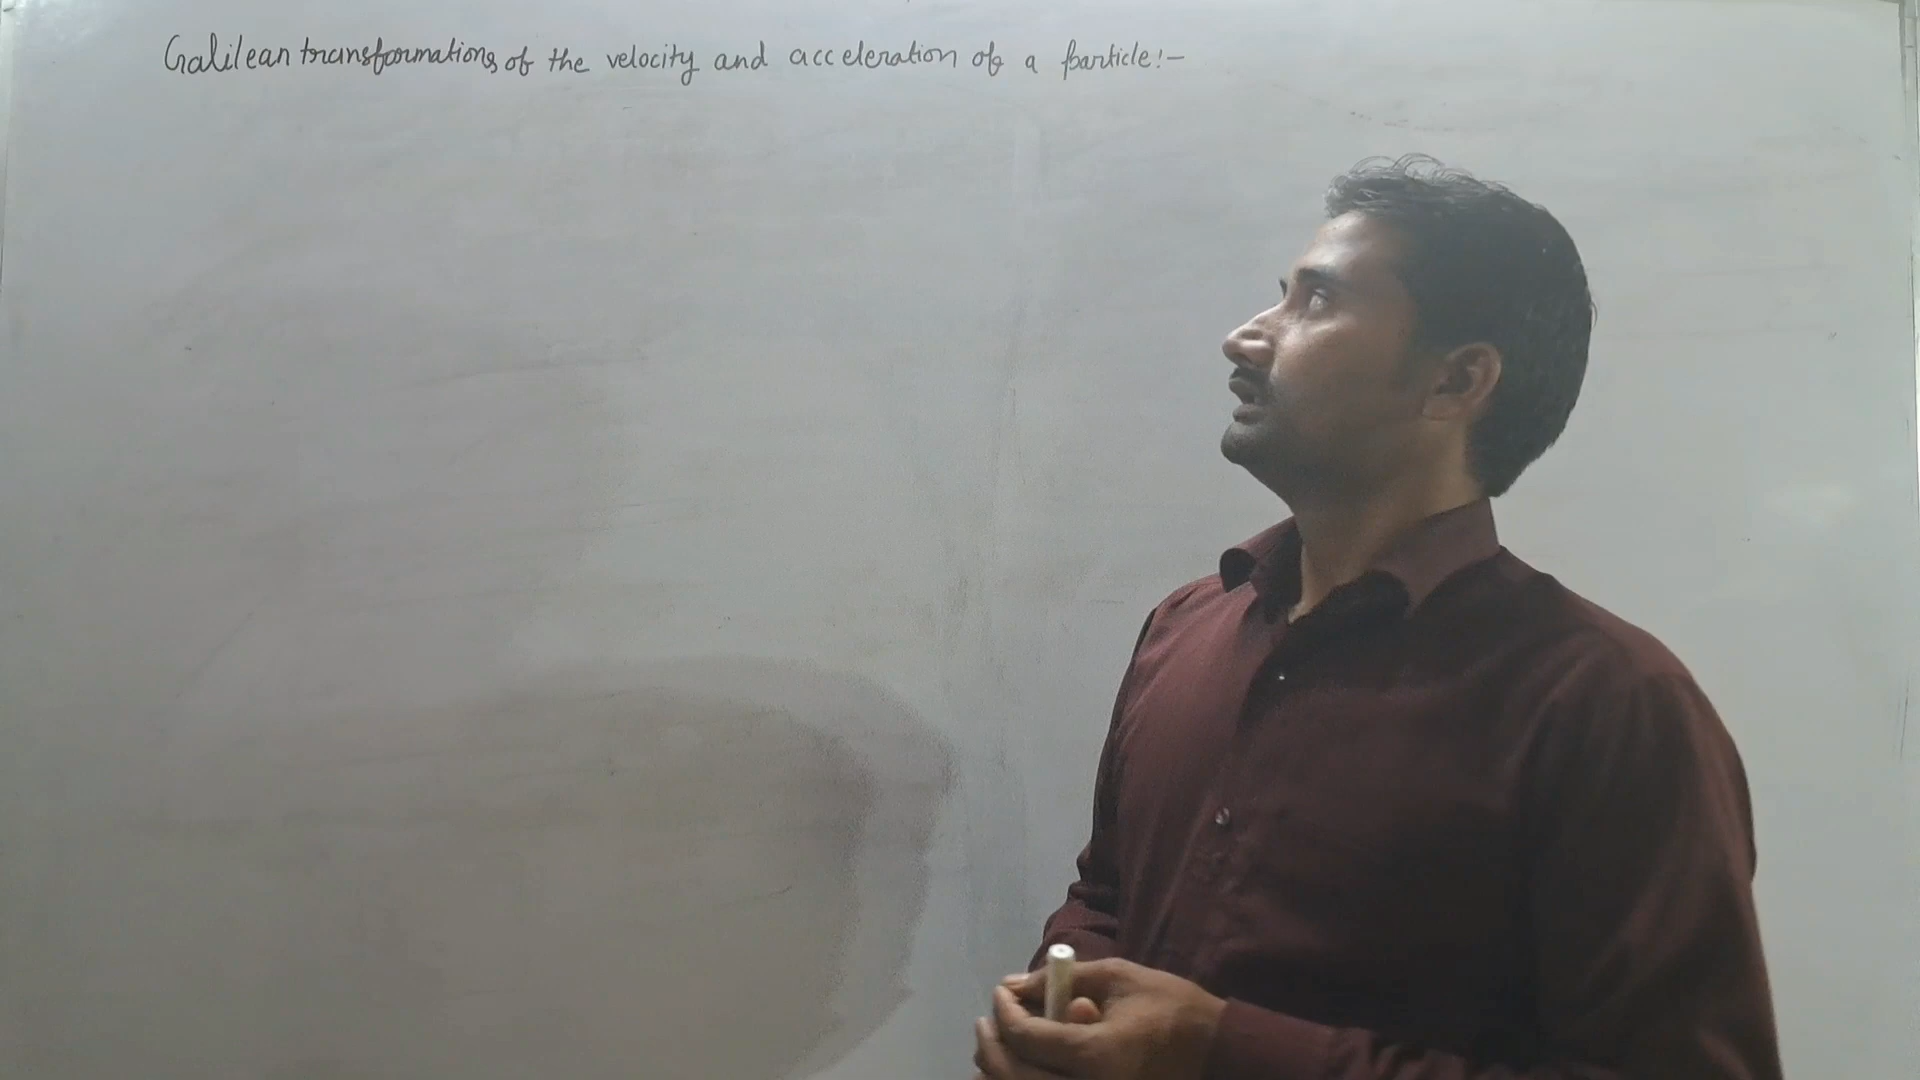 Galilean transformations of the velocity and acceleration of a particle:-